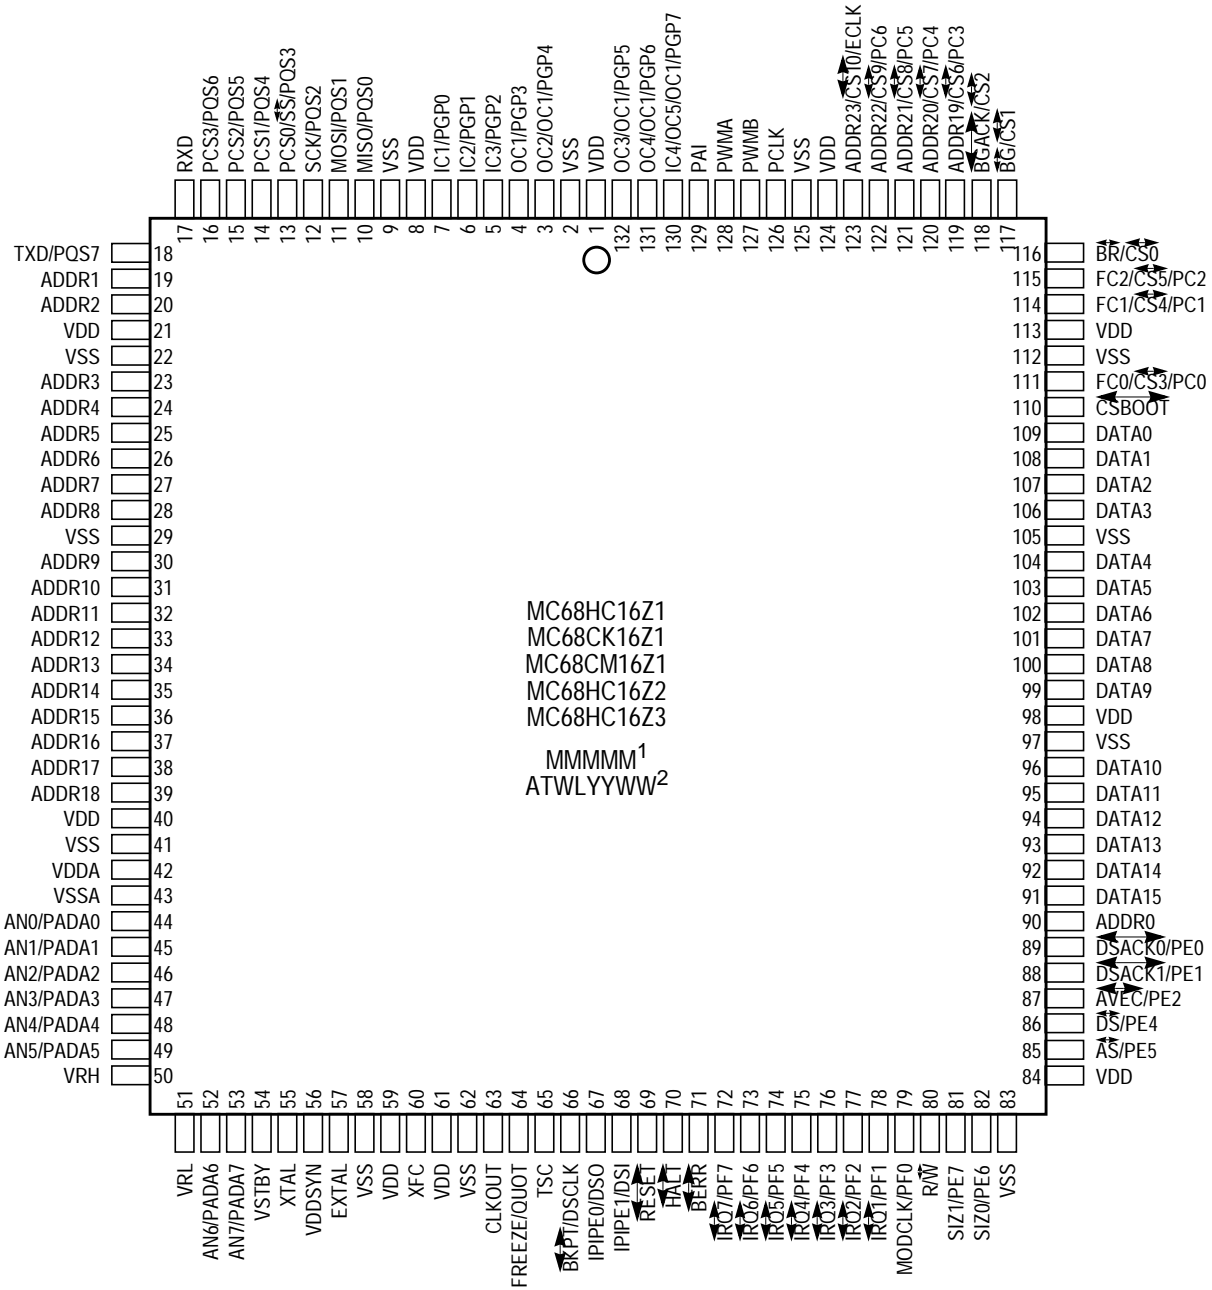 RXD
PCS3/PQS6
PCS2/PQS5
PCS1/PQS4
PCS0/SS/PQS3
SCK/PQS2
MOSI/PQS1
MISO/PQS0
VSS
VDD
IC1/PGP0
IC2/PGP1
IC3/PGP2
OC1/PGP3
OC2/OC1/PGP4
VSS
VDD
OC3/OC1/PGP5
OC4/OC1/PGP6
IC4/OC5/OC1/PGP7
PAI
PWMA
PWMB
PCLK
VSS
VDD
ADDR23/CS10/ECLK
ADDR22/CS9/PC6
ADDR21/CS8/PC5
ADDR20/CS7/PC4
ADDR19/CS6/PC3
BGACK/CS2
BG/CS1
17
16
15
14
13
12
11
10
9
8
7
6
5
4
3
2
1
132
131
130
129
128
127
126
125
124
123
122
121
120
119
118
117
TXD/PQS7 18
ADDR1 19
ADDR2 20
VDD 21
VSS 22
ADDR3 23
ADDR4 24
ADDR5 25
ADDR6 26
ADDR7 27
ADDR8 28
VSS 29
ADDR9 30
ADDR10 31
ADDR11 32
ADDR12 33
ADDR13 34
ADDR14 35
ADDR15 36
ADDR16 37
ADDR17 38
ADDR18 39
VDD 40
VSS 41
VDDA 42
VSSA 43
AN0/PADA0 44
AN1/PADA1 45
AN2/PADA2 46
AN3/PADA3 47
AN4/PADA4 48
AN5/PADA5 49
VRH 50
MC68HC16Z1
MC68CK16Z1
MC68CM16Z1
MC68HC16Z2
MC68HC16Z3
MMMMM1
ATWLYYWW2
116 BR/CS0
115 FC2/CS5/PC2
114 FC1/CS4/PC1
113 VDD
112 VSS
111 FC0/CS3/PC0
110 CSBOOT
109 DATA0
108 DATA1
107 DATA2
106 DATA3
105 VSS
104 DATA4
103 DATA5
102 DATA6
101 DATA7
100 DATA8
99 DATA9
98 VDD
97 VSS
96 DATA10
95 DATA11
94 DATA12
93 DATA13
92 DATA14
91 DATA15
90 ADDR0
89 DSACK0/PE0
88 DSACK1/PE1
87 AVEC/PE2
86 DS/PE4
85 AS/PE5
84 VDD
51
52
53
54
55
56
57
58
59
60
61
62
63
64
65
66
67
68
69
70
71
72
73
74
75
76
77
78
79
80
81
82
83
VRL
AN6/PADA6
AN7/PADA7
VSTBY
XTAL
VDDSYN
EXTAL
VSS
VDD
XFC
VDD
VSS
CLKOUT
FREEZE/QUOT
TSC
BKPT/DSCLK
IPIPE0/DSO
IPIPE1/DSI
RESET
HALT
BERR
IRQ7/PF7
IRQ6/PF6
IRQ5/PF5
IRQ4/PF4
IRQ3/PF3
IRQ2/PF2
IRQ1/PF1
MODCLK/PF0
R/W
SIZ1/PE7
SIZ0/PE6
VSS